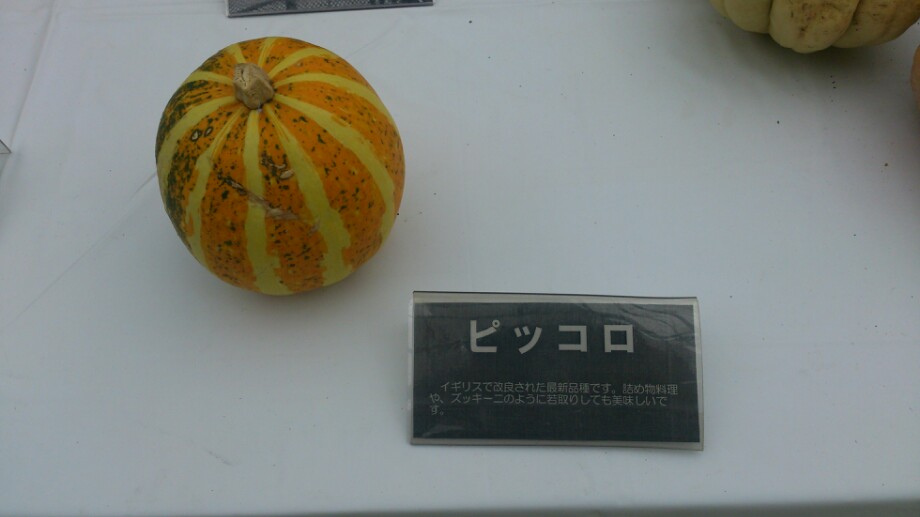 ピッコロ
イギリスで改良された最新品種です。詰め物料理
や、ズッキーニのように若取りしても美味しいで
す。